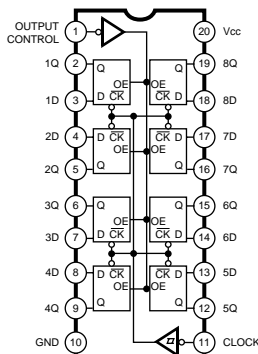 OUTPUT CONTROL 1 20 Vcc
1Q 2 Q Q 19 8Q
OE OE
1D 3 D CK CK D 18 8D
2D 4 D CK CK D 17 7D
OE OE
2Q 5 Q Q 16 7Q
3Q 6 Q Q 15 6Q
OE OE
3D 7 D CK CK D 14 6D
4D 8 D CK CK D 13 5D
OE OE
4Q 9 Q Q 12 5Q
GND 10 11 CLOCK